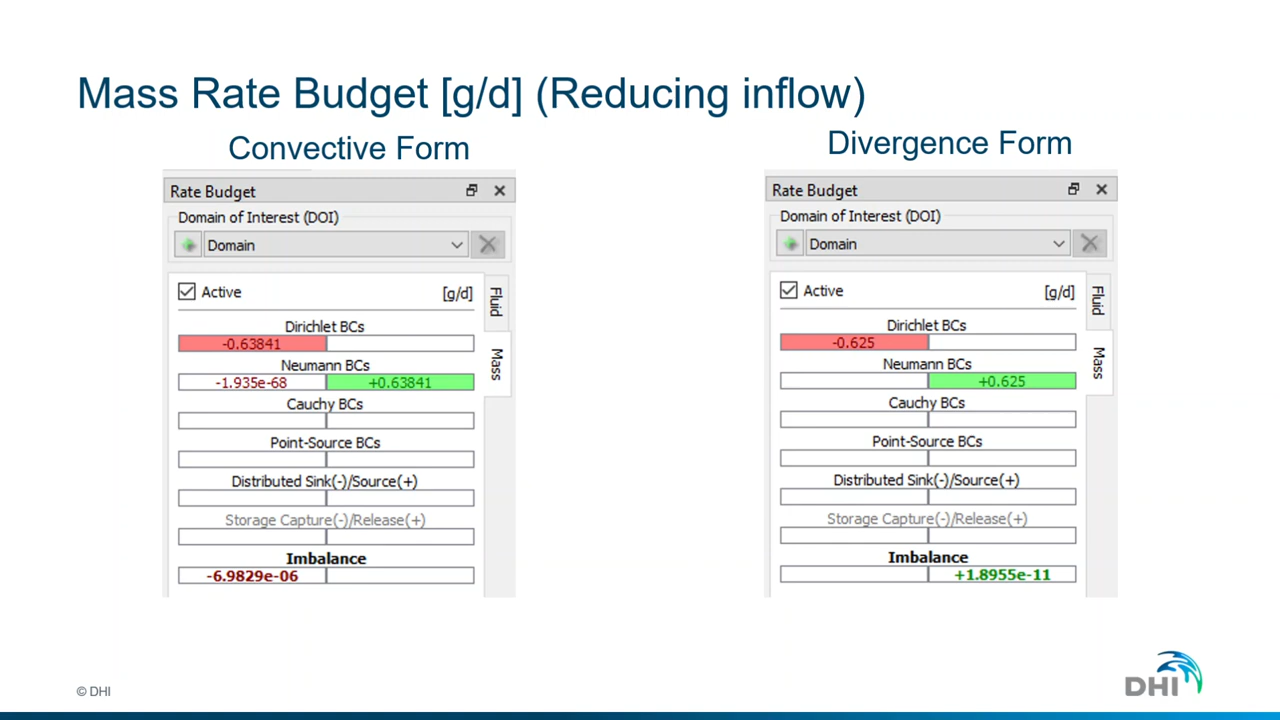 Mass Rate Budget [g/d] (Reducing inflow)
Convective Form
Rate Budget
Domain of Interest (DOI)
Domain
Active [g/d]
Dirichlet BCs
-0.63841
Neumann BCs
-1.935e-68 +0.63841
Cauchy BCs
Point-Source BCs
Distributed Sink(-)/Source(+)
Storage Capture(-)/Release(+)
Imbalance
-6.9829e-06
Fluid
Mass
Divergence Form
Rate Budget
Domain of Interest (DOI)
Domain
Active [g/d]
Dirichlet BCs
-0.625
Neumann BCs
+0.625
Cauchy BCs
Point-Source BCs
Distributed Sink(-)/Source(+)
Storage Capture(-)/Release(+)
Imbalance
+1.8955e-11
Fluid
Mass
© DHI
DHI